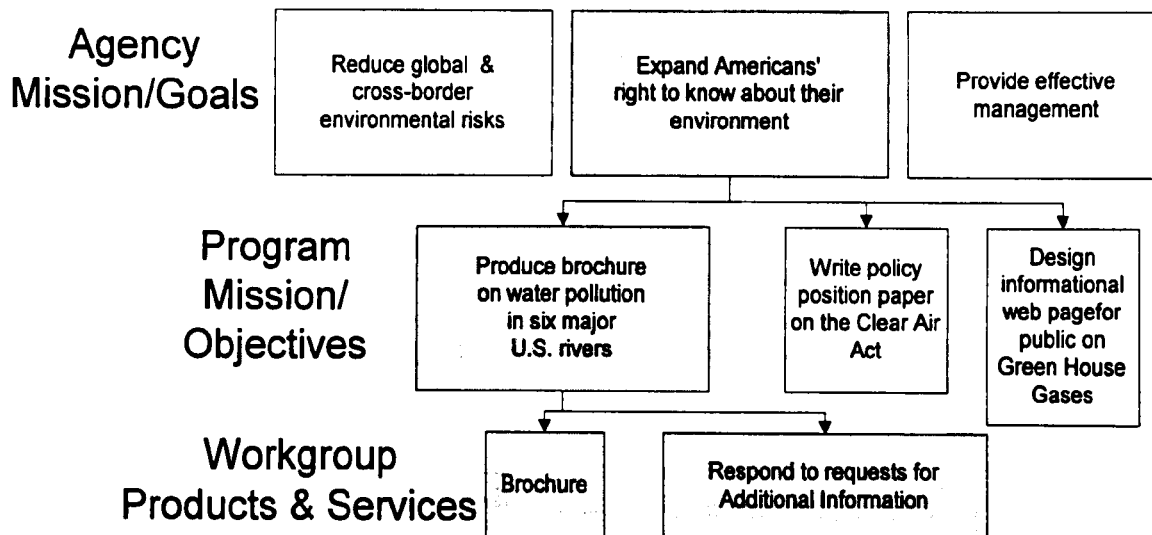 Agency
Mission/Goals
Reduce global &
cross-border
environmental risks
Expand Americans'
right to know about their
environment
Provide effective
management
Program
Mission/
Objectives
Produce brochure
on water pollution
in six major
U.S. rivers
Write policy
position paper
on the Clear Air
Act
Design
informational
web pagefor
public on
Green House
Gases
Workgroup
Products & Services
Brochure
Respond to requests for
Additional Information